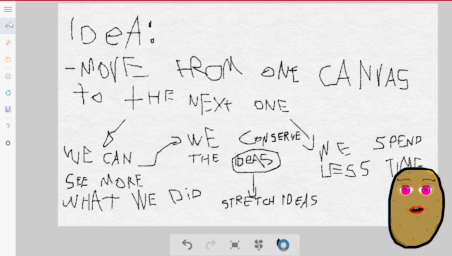 IDEA:
-MOVE FROM ONE CANVAS
TO THE NEXT ONE
WE CAN
SEE MORE
WHAT WE DID
WE CONSERVE
THE IDEAS
STRETCH IDEAS
WE SPEND
LESS TIME